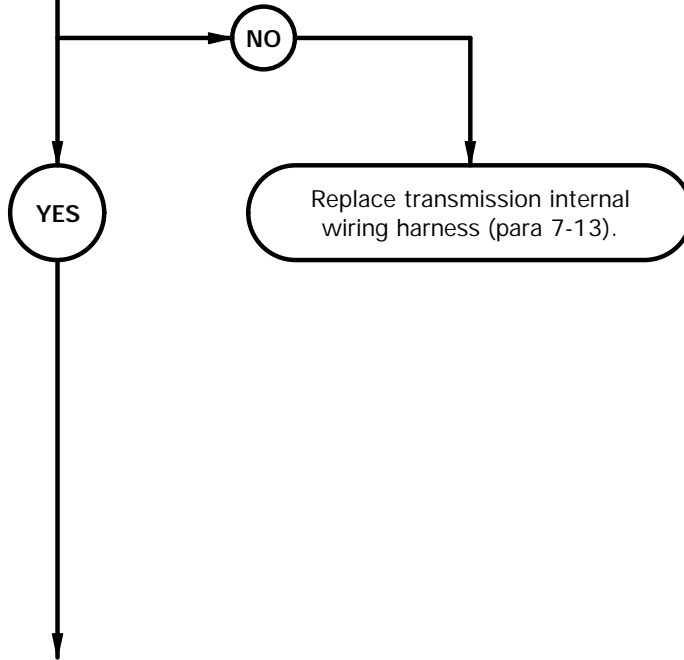 NO
YES
Replace transmission internal
wiring harness (para 7-13).